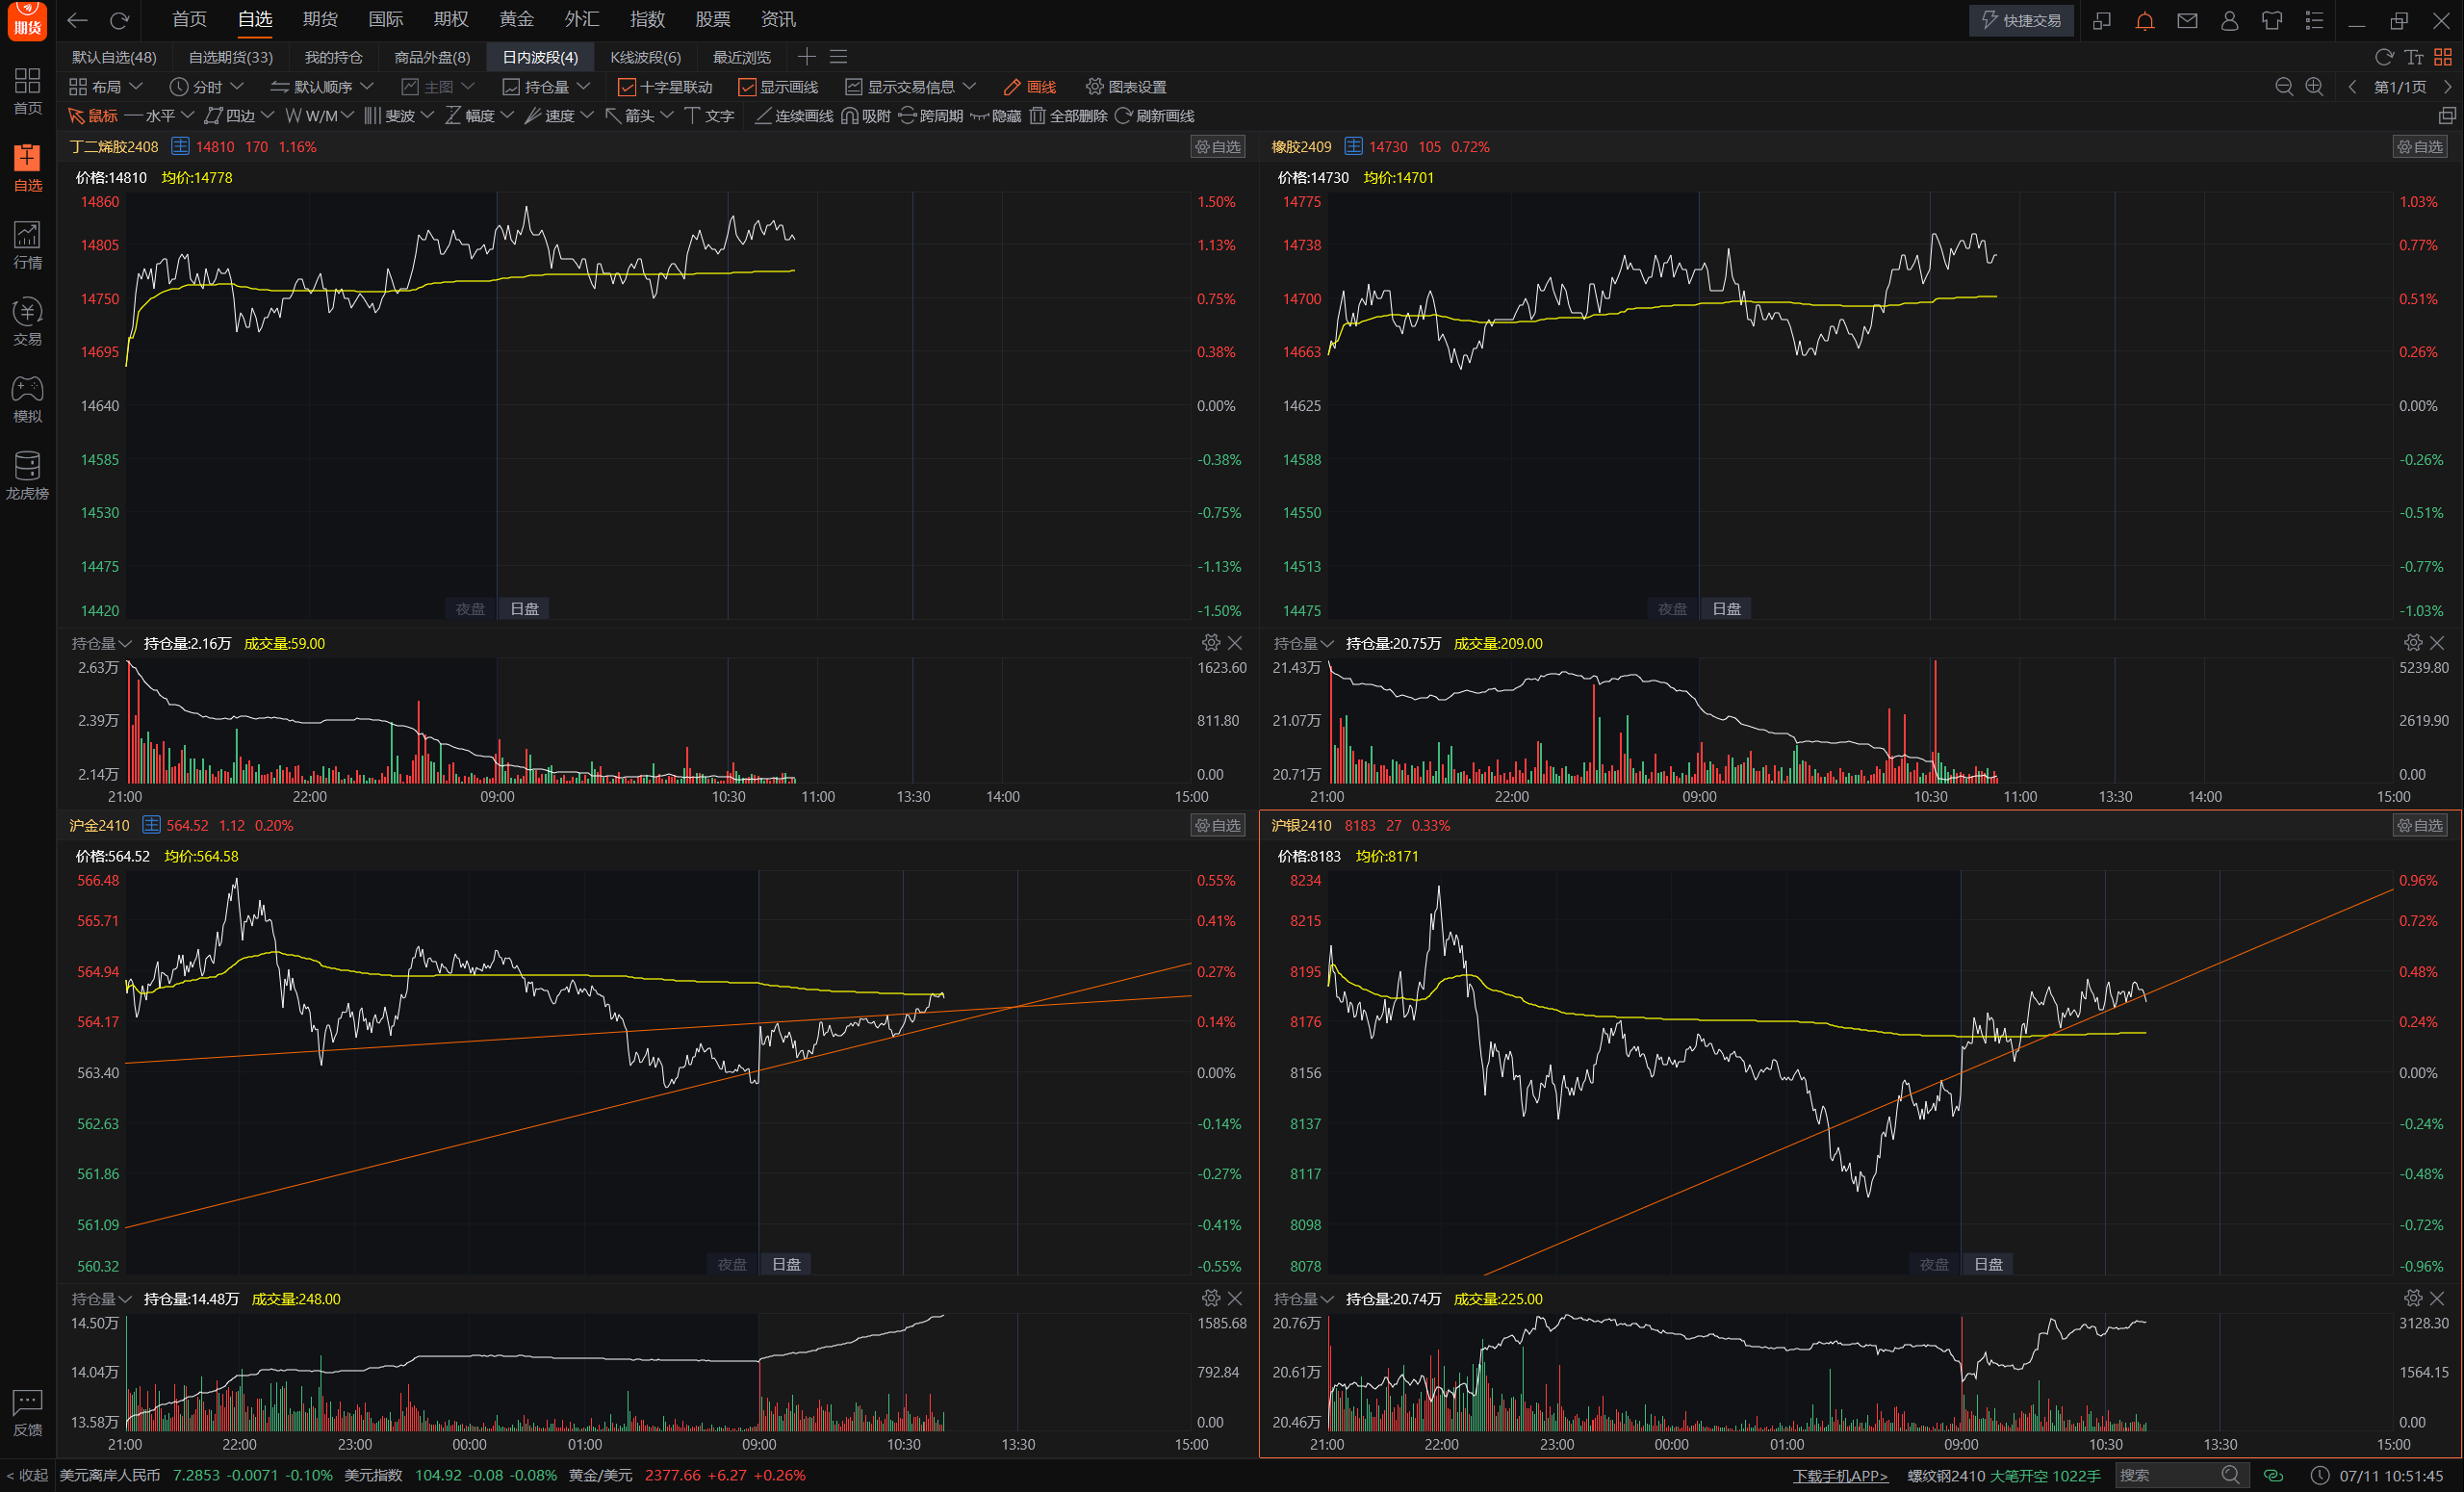 期货
首页 自选 期货 国际 期权 黄金 外汇 指数 股票 资讯
快捷交易
默认自选(48) 自选期货(33) 我的持仓 商品外盘(8) 日内波段(4) K线波段(6) 最近浏览
布局 分时 默认顺序 主图 持仓量 十字星联动 显示画线 显示交易信息 画线 图表设置
第1/1页
鼠标 水平 四边 W/M 斐波 幅度 速度 箭头 文字 连续画线 吸附 跨周期 隐藏 全部删除 刷新画线
首页
自选
行情
交易
模拟
龙虎榜
反馈
丁二烯胶2408 主 14810 170 1.16%
自选
价格:14810 均价:14778
14860 1.50%
14805 1.13%
14750 0.75%
14695 0.38%
14640 0.00%
14585 -0.38%
14530 -0.75%
14475 -1.13%
14420 -1.50%
夜盘 日盘
持仓量 持仓量:2.16万 成交量:59.00
2.63万 1623.60
2.39万 811.80
2.14万 0.00
21:00 22:00 09:00 10:30 11:00 13:30 14:00 15:00
橡胶2409 主 14730 105 0.72%
自选
价格:14730 均价:14701
14775 1.03%
14738 0.77%
14700 0.51%
14663 0.26%
14625 0.00%
14588 -0.26%
14550 -0.51%
14513 -0.77%
14475 -1.03%
夜盘 日盘
持仓量 持仓量:20.75万 成交量:209.00
21.43万 5239.80
21.07万 2619.90
20.71万 0.00
21:00 22:00 09:00 10:30 11:00 13:30 14:00 15:00
沪金2410 主 564.52 1.12 0.20%
自选
价格:564.52 均价:564.58
566.48 0.55%
565.71 0.41%
564.94 0.27%
564.17 0.14%
563.40 0.00%
562.63 -0.14%
561.86 -0.27%
561.09 -0.41%
560.32 -0.55%
夜盘 日盘
持仓量 持仓量:14.48万 成交量:248.00
14.50万 1585.68
14.04万 792.84
13.58万 0.00
21:00 22:00 23:00 00:00 01:00 09:00 10:30 13:30 15:00
沪银2410 8183 27 0.33%
自选
价格:8183 均价:8171
8234 0.96%
8215 0.72%
8195 0.48%
8176 0.24%
8156 0.00%
8137 -0.24%
8117 -0.48%
8098 -0.72%
8078 -0.96%
夜盘 日盘
持仓量 持仓量:20.74万 成交量:225.00
20.76万 3128.30
20.61万 1564.15
20.46万 0.00
21:00 22:00 23:00 00:00 01:00 09:00 10:30 13:30 15:00
< 收起 美元离岸人民币 7.2853 -0.0071 -0.10% 美元指数 104.92 -0.08 -0.08% 黄金/美元 2377.66 +6.27 +0.26%
下载手机APP> 螺纹钢2410 大笔开空 1022手 搜索 07/11 10:51:45